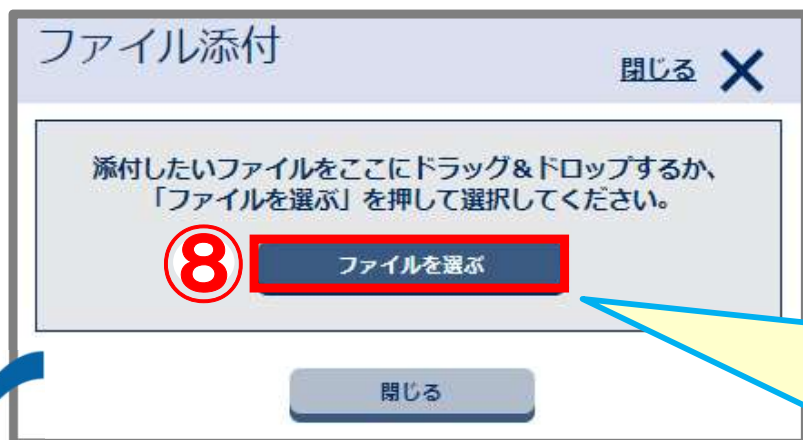 ファイル添付
閉じる ✕
添付したいファイルをここにドラッグ&ドロップするか、
「ファイルを選ぶ」を押して選択してください。
⑧ ファイルを選ぶ
閉じる